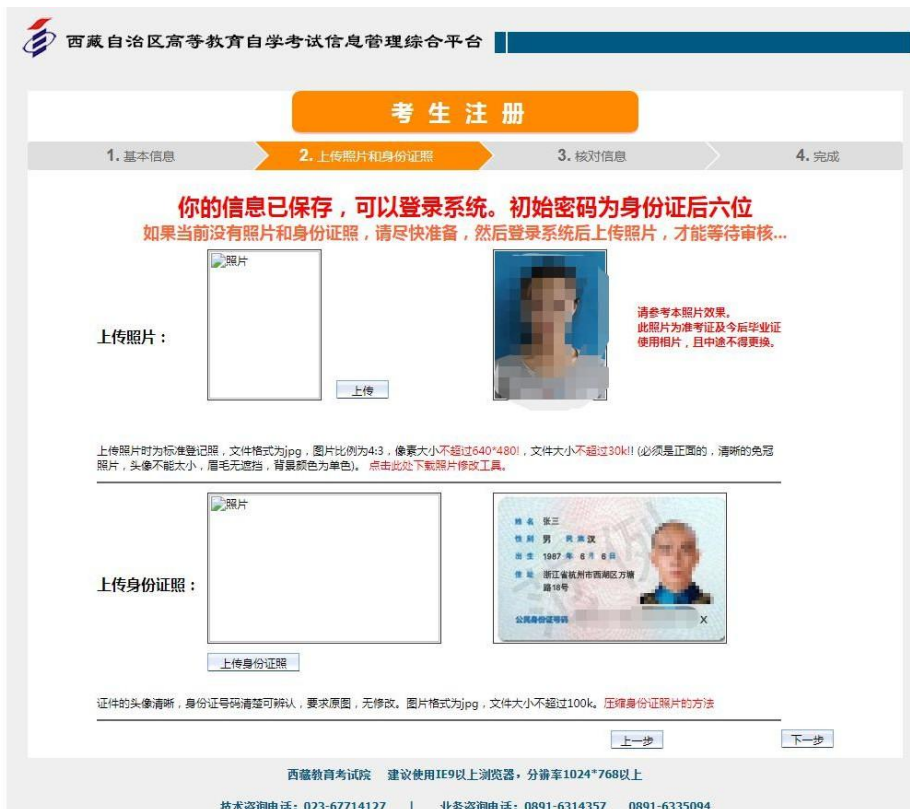 西藏自治区高等教育自学考试信息管理综合平台
考生注册
1. 基本信息
2. 上传照片和身份证照
3. 核对信息
4. 完成
你的信息已保存，可以登录系统。初始密码为身份证后六位
如果当前没有照片和身份证照，请尽快准备，然后登录系统后上传照片，才能等待审核...
照片
上传照片：
上传
请参考本照片效果。
此照片为准考证及今后毕业证
使用相片，且中途不得更换。
上传照片时为标准登记照，文件格式为jpg，图片比例为4:3，像素大小不超过640*480!，文件大小不超过30k!! (必须是正面的，清晰的免冠
照片，头像不能太小，眉毛无遮挡，背景颜色为单色)。 点击此处下载照片修改工具。
照片
上传身份证照：
上传身份证照
姓名 张三
性别 男 民族 汉
出生 1987 年 6 月 6 日
住址 浙江省杭州市西湖区万塘
路18号
公民身份证号码 X
证件的头像清晰，身份证号码清楚可辨认，要求原图，无修改。图片格式为jpg，文件大小不超过100k。压缩身份证照片的方法
上一步
下一步
西藏教育考试院 建议使用IE9以上浏览器，分辨率1024*768以上
技术咨询电话：023-67714127 | 业务咨询电话：0891-6314357 0891-6335094